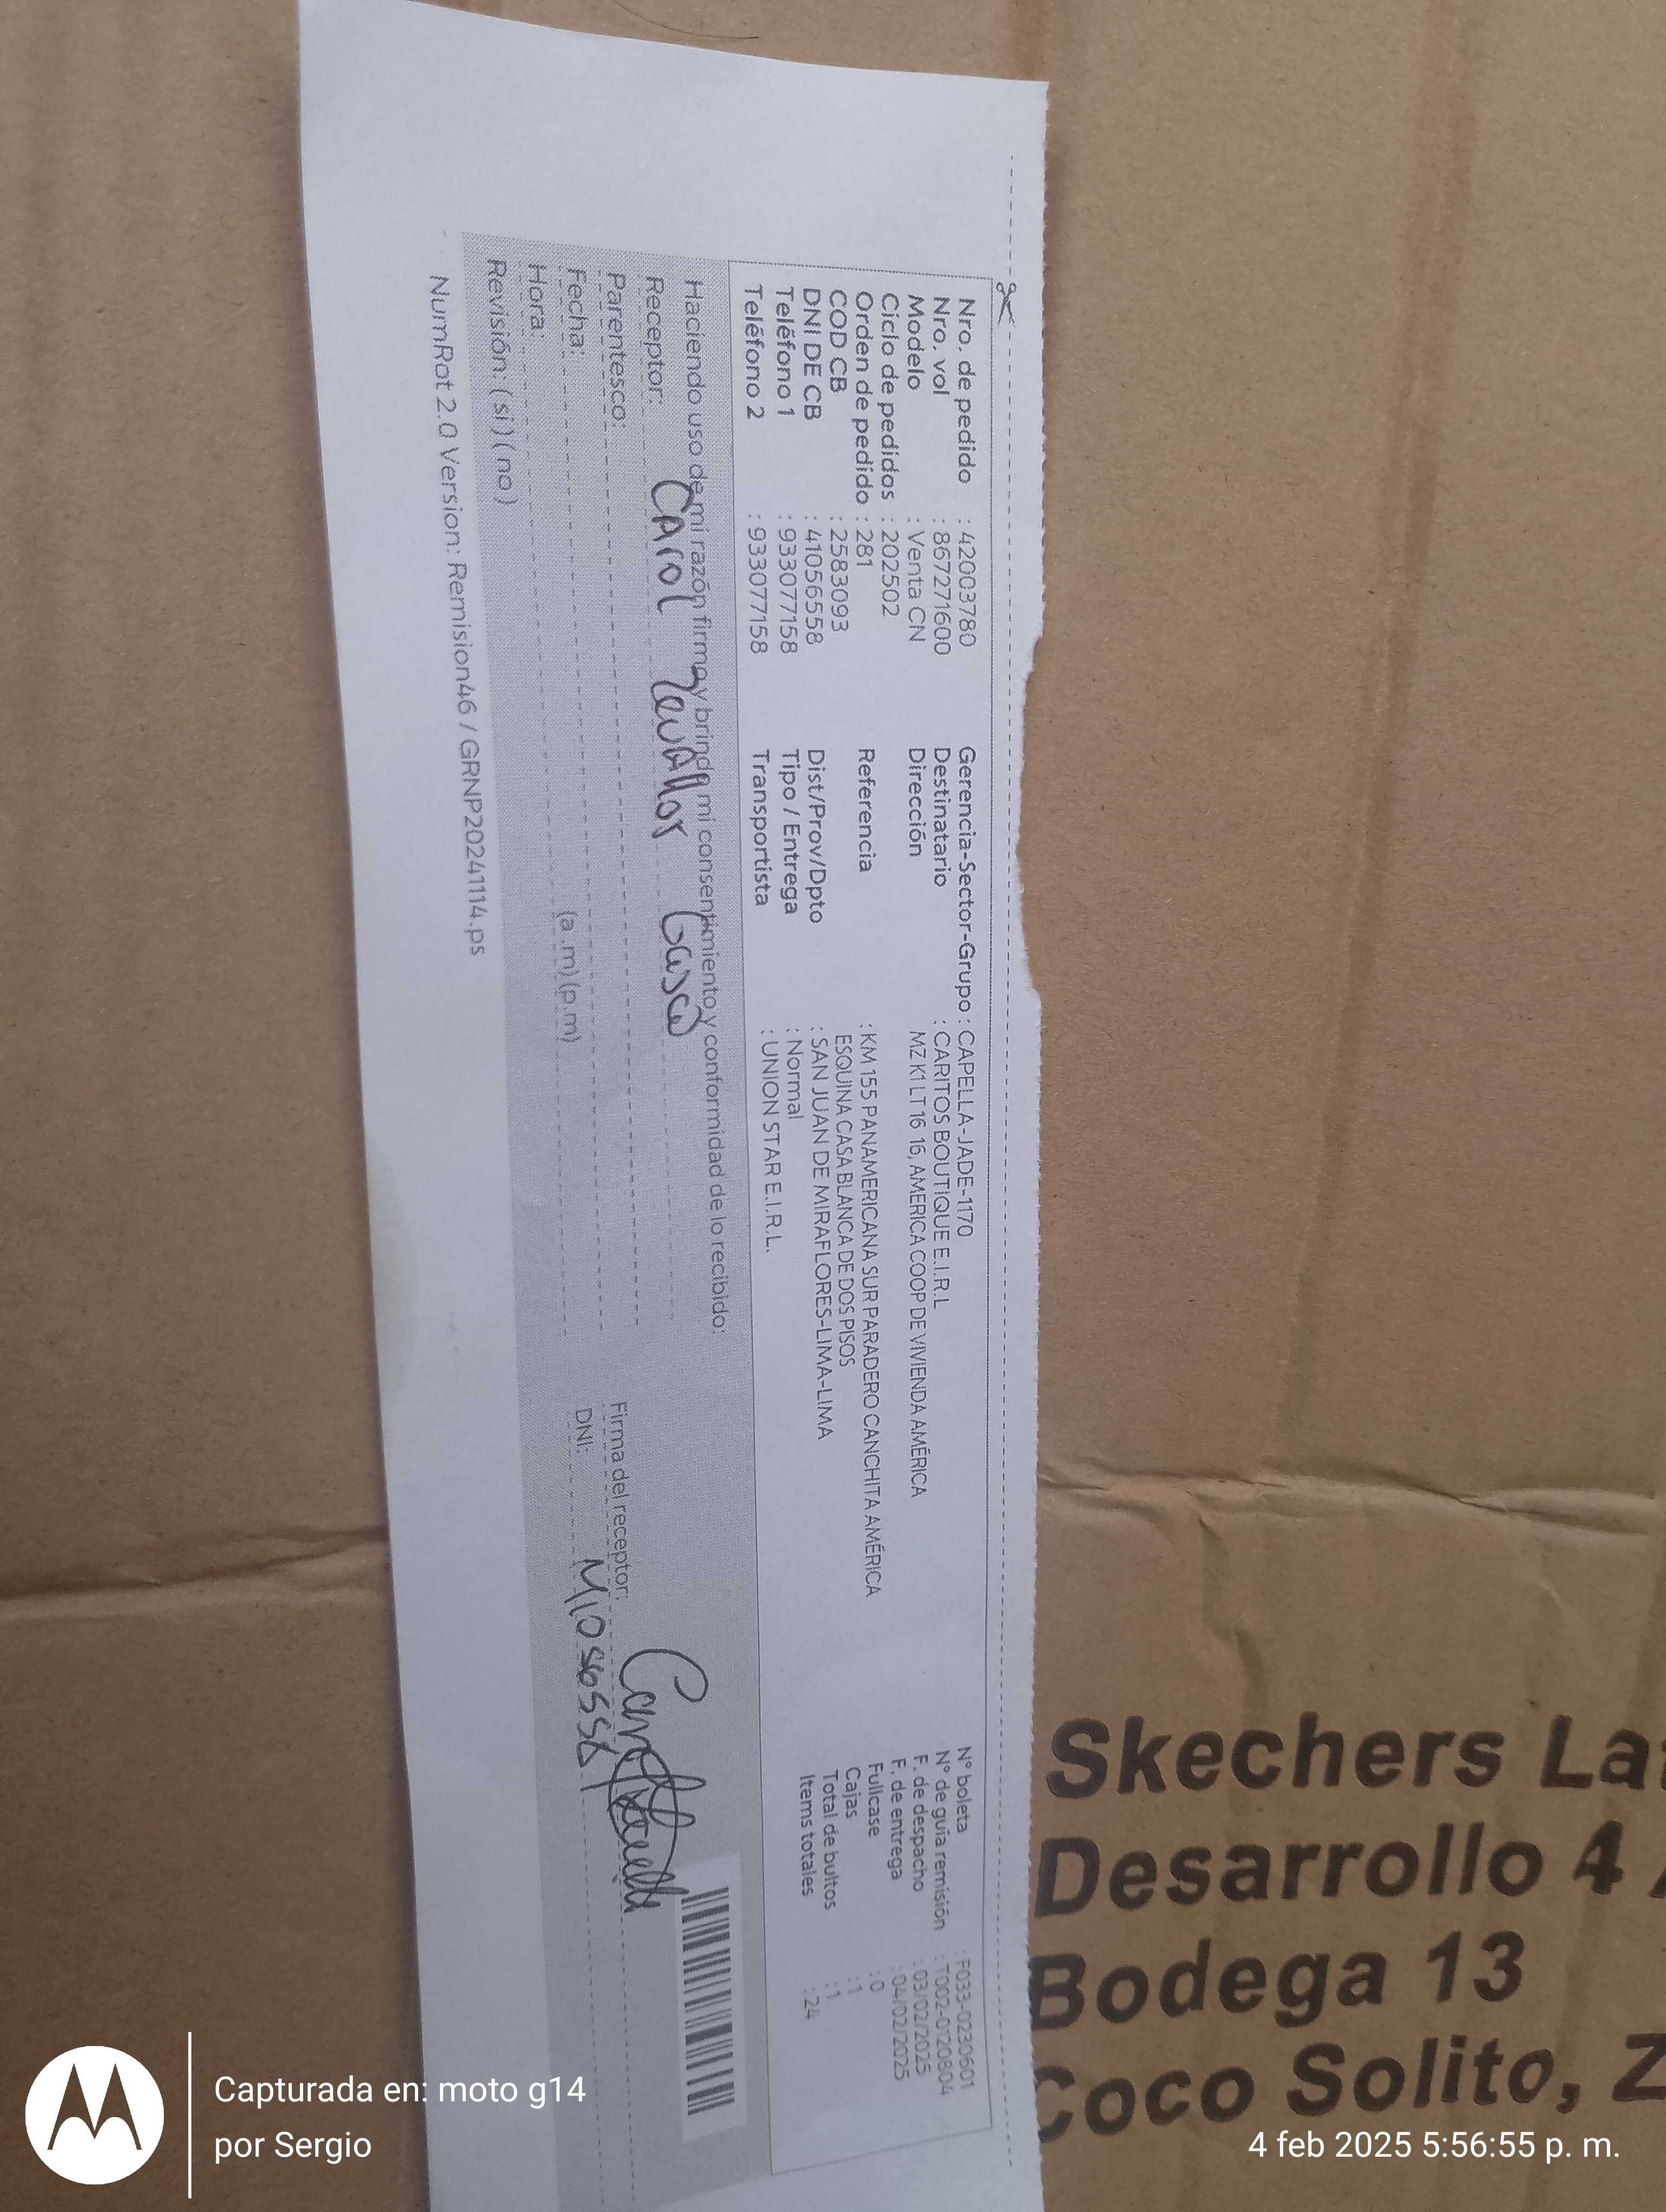 Nro. de pedido : 42003780
Nro. vol : 867271600
Modelo : Venta CN
Ciclo de pedidos : 202502
Orden de pedido : 281
COD CB : 2583093
DNI DE CB : 41056558
Teléfono 1 : 933077158
Teléfono 2 : 933077158
Gerencia-Sector-Grupo : CAPELLA-JADE-1170
Destinatario : CARITOS BOUTIQUE E.I.R.L
Dirección MZ K1 LT 16 16, AMERICA COOP DE VIVIENDA AMÉRICA
Referencia : KM 155 PANAMERICANA SUR PARADERO CANCHITA AMÉRICA
ESQUINA CASA BLANCA DE DOS PISOS
Dist/Prov/Dpto : SAN JUAN DE MIRAFLORES-LIMA-LIMA
Tipo / Entrega : Normal
Transportista : UNION STAR E.I.R.L.
N° boleta : F033-0230601
N° de guía remisión : T002-0120804
F. de despacho : 03/02/2025
F. de entrega : 04/02/2025
Fullcase : 0
Cajas : 1
Total de bultos : 1
Items totales : 24
Haciendo uso de mi razón firmo y brindo mi consentimiento y conformidad de lo recibido:
Receptor: Carol Zevallos Gasca
Parentesco:
Fecha:
Hora: (a.m) (p.m)
Revisión: (si) (no)
Firma del receptor:
DNI: 41056558
NumRot 2.0 Version: Remision46 / GRNP20241114.ps
Skechers La
Desarrollo 4
Bodega 13
Coco Solito, Z
Capturada en: moto g14
por Sergio
4 feb 2025 5:56:55 p. m.